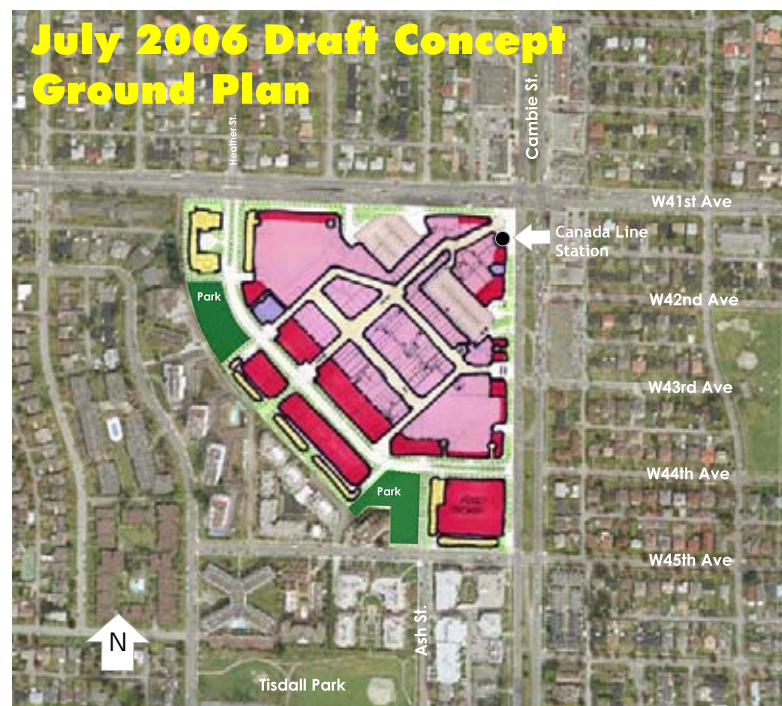 July 2006 Draft Concept
Ground Plan
Heather St.
Cambie St.
W41st Ave
Canada Line
Station
Park
W42nd Ave
W43rd Ave
W44th Ave
Park
W45th Ave
Ash St.
N
Tisdall Park